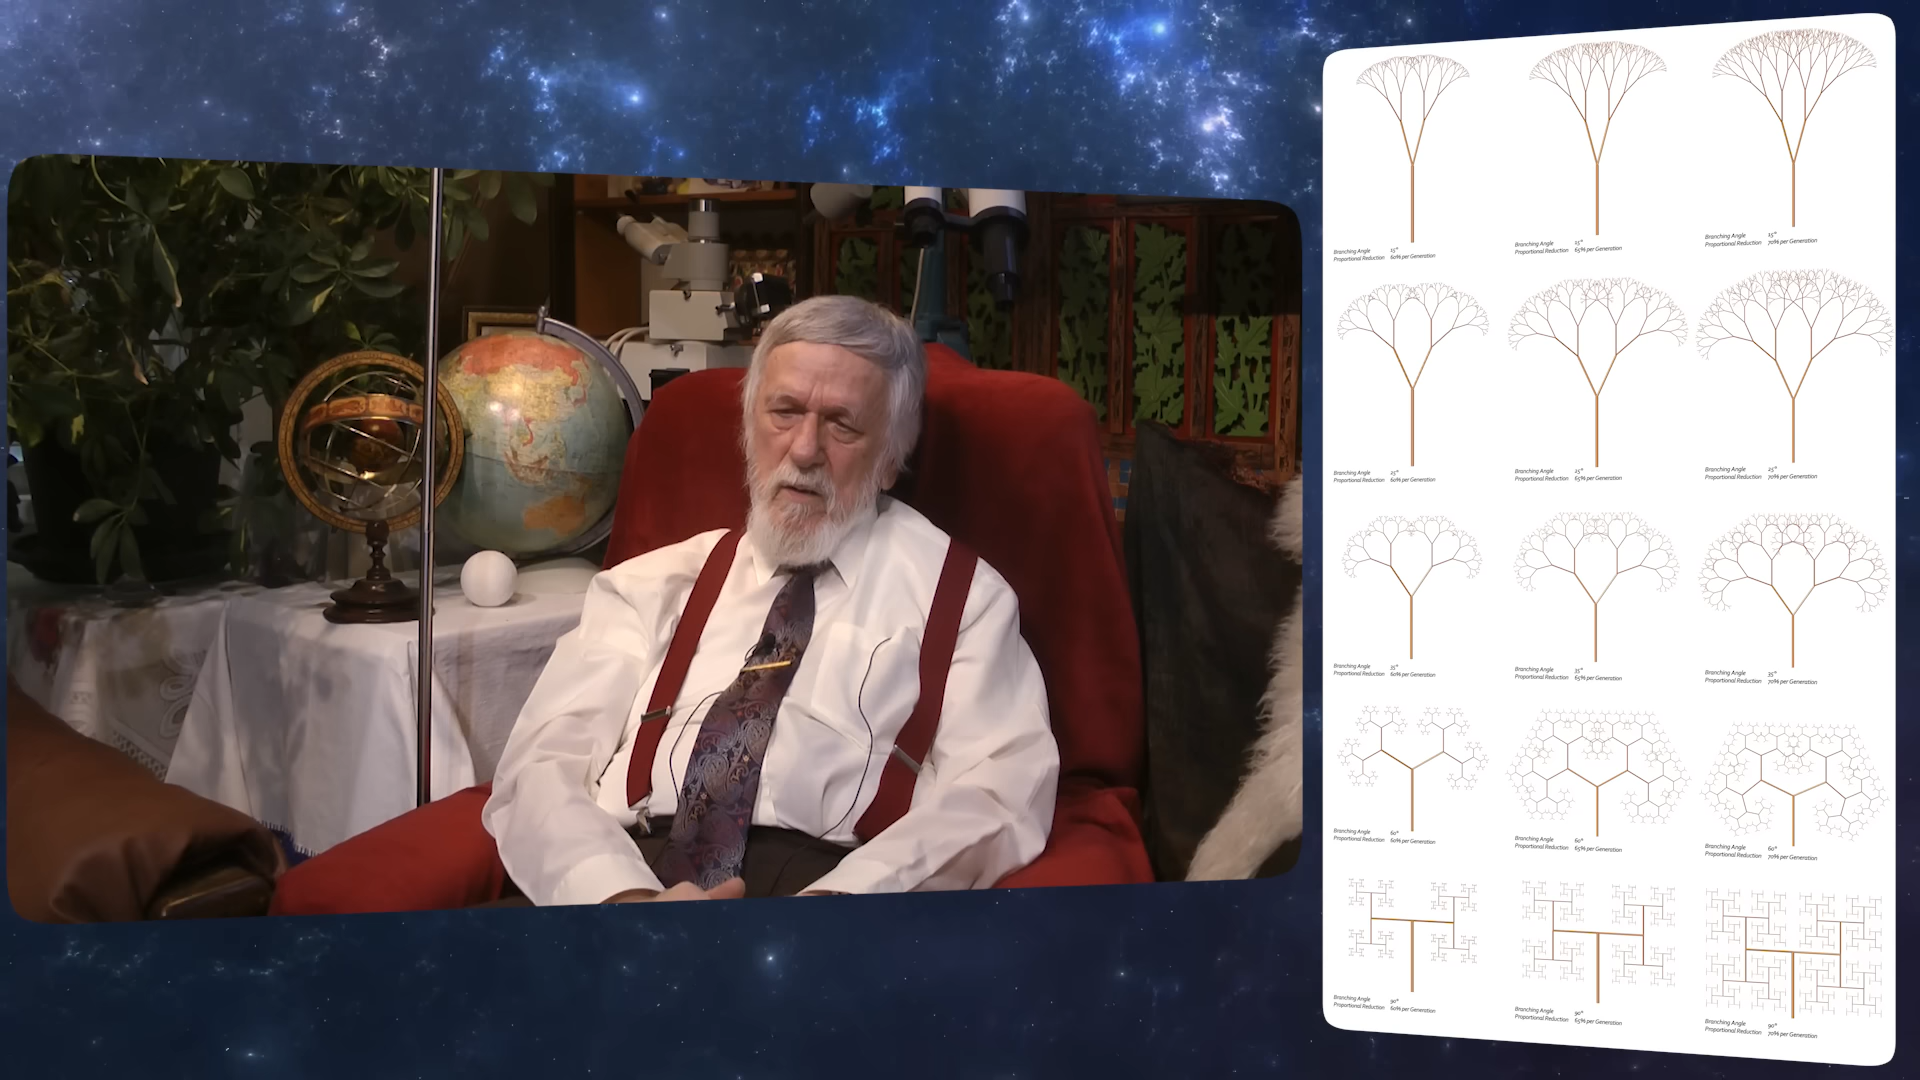 Branching Angle 15°
Proportional Reduction 60% per Generation
Branching Angle 15°
Proportional Reduction 65% per Generation
Branching Angle 15°
Proportional Reduction 70% per Generation
Branching Angle 25°
Proportional Reduction 60% per Generation
Branching Angle 25°
Proportional Reduction 65% per Generation
Branching Angle 25°
Proportional Reduction 70% per Generation
Branching Angle 35°
Proportional Reduction 60% per Generation
Branching Angle 35°
Proportional Reduction 65% per Generation
Branching Angle 35°
Proportional Reduction 70% per Generation
Branching Angle 60°
Proportional Reduction 60% per Generation
Branching Angle 60°
Proportional Reduction 65% per Generation
Branching Angle 60°
Proportional Reduction 70% per Generation
Branching Angle 90°
Proportional Reduction 60% per Generation
Branching Angle 90°
Proportional Reduction 65% per Generation
Branching Angle 90°
Proportional Reduction 70% per Generation